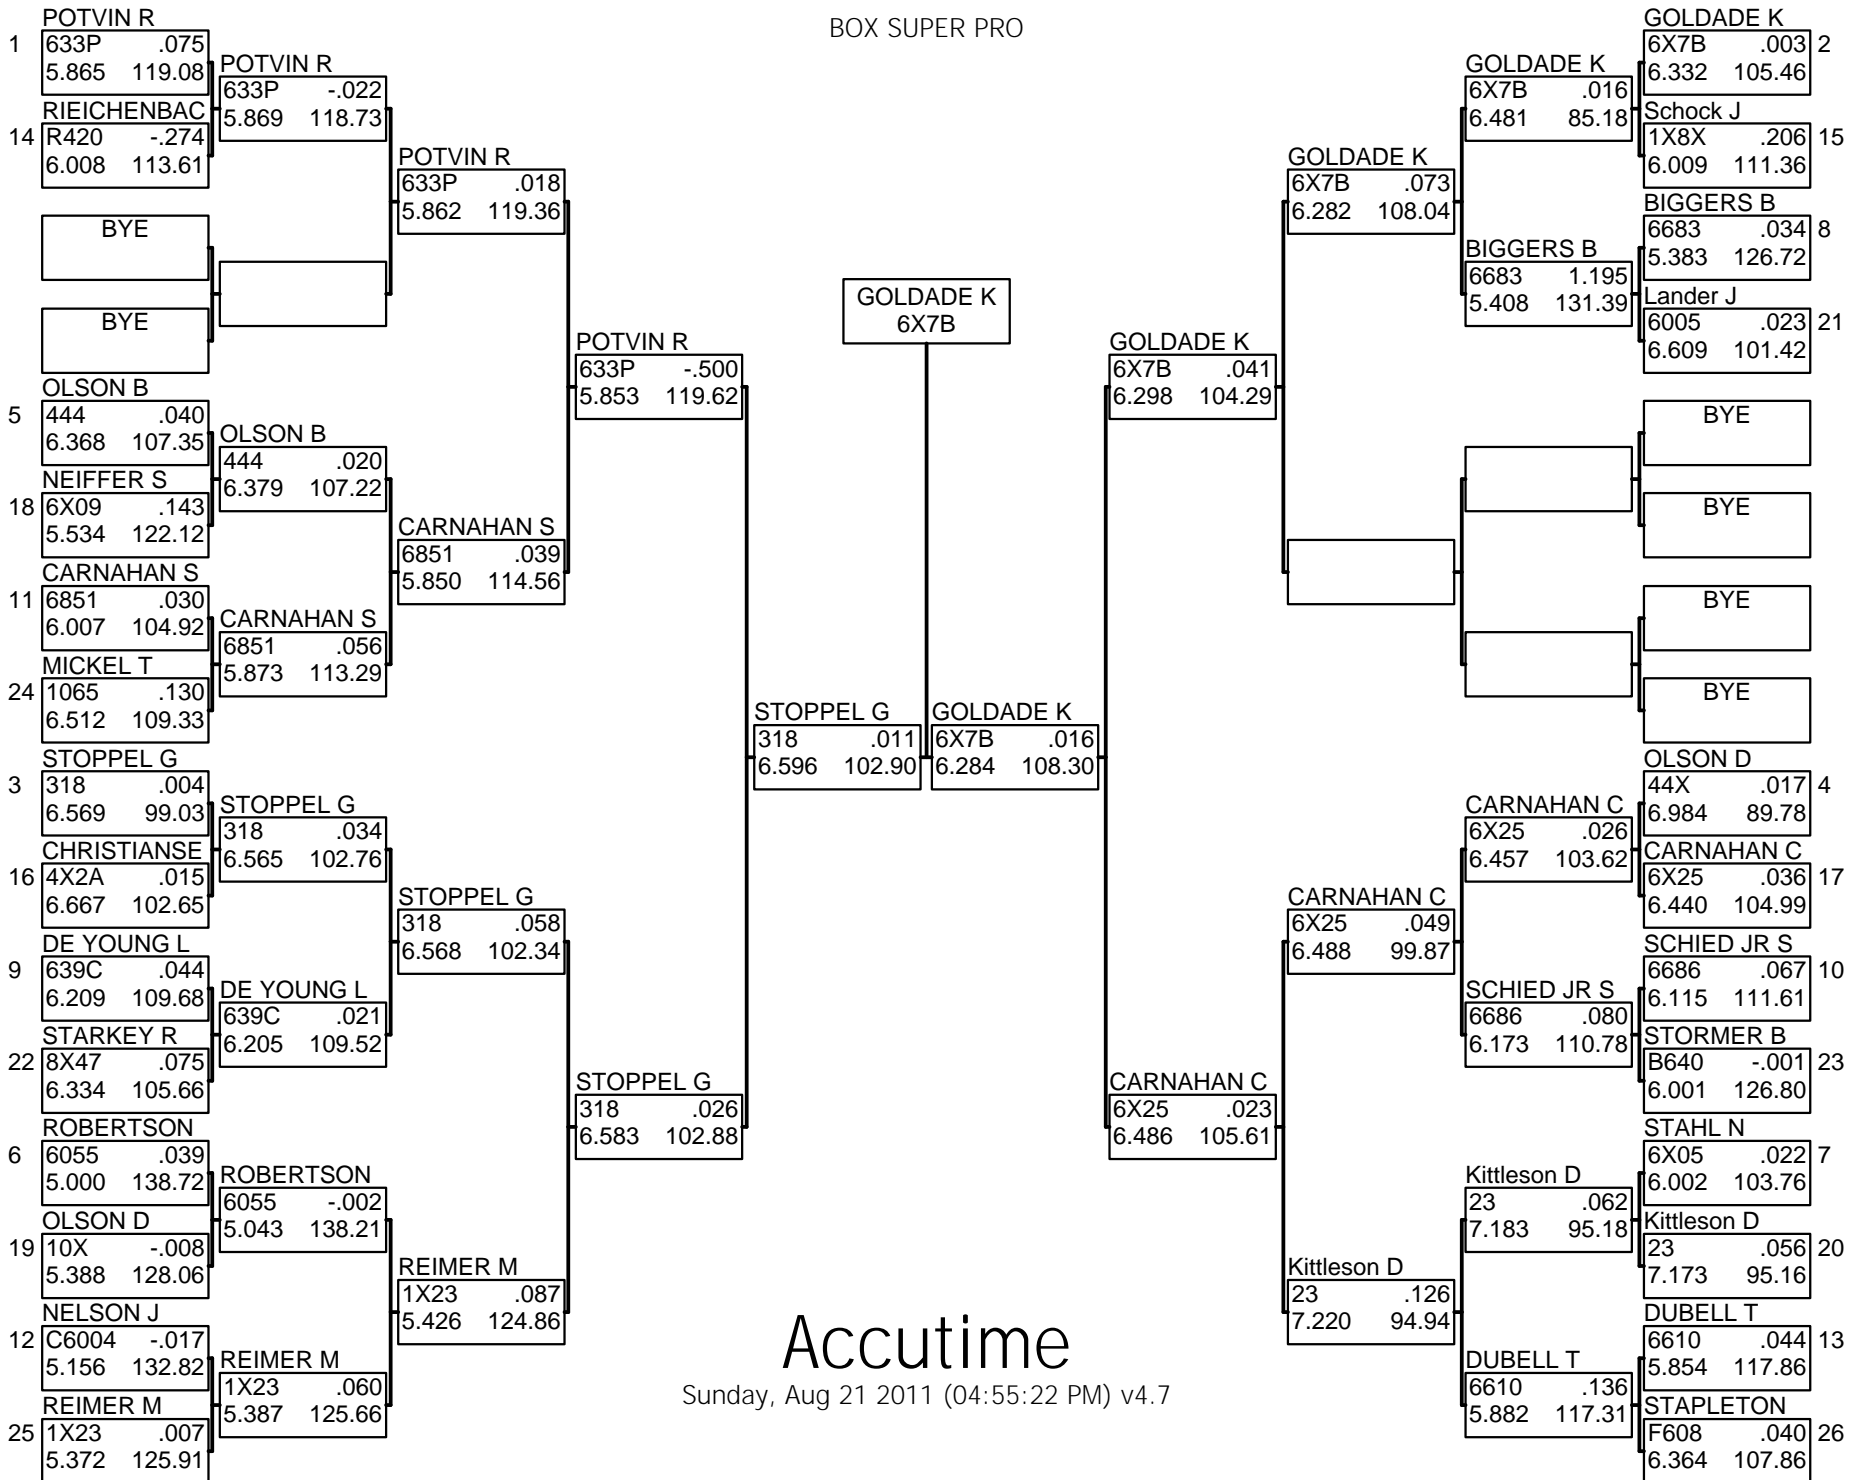 BOX SUPER PRO
POTVIN R
1 633P .075
5.865 119.08
RIEICHENBAC
14 R420 -.274
6.008 113.61
BYE
BYE
OLSON B
5 444 .040
6.368 107.35
NEIFFER S
18 6X09 .143
5.534 122.12
CARNAHAN S
11 6851 .030
6.007 104.92
MICKEL T
24 1065 .130
6.512 109.33
STOPPEL G
3 318 .004
6.569 99.03
CHRISTIANSE
16 4X2A .015
6.667 102.65
DE YOUNG L
9 639C .044
6.209 109.68
STARKEY R
22 8X47 .075
6.334 105.66
ROBERTSON
6 6055 .039
5.000 138.72
OLSON D
19 10X -.008
5.388 128.06
NELSON J
12 C6004 -.017
5.156 132.82
REIMER M
25 1X23 .007
5.372 125.91
POTVIN R
633P -.022
5.869 118.73
OLSON B
444 .020
6.379 107.22
CARNAHAN S
6851 .056
5.873 113.29
STOPPEL G
318 .034
6.565 102.76
DE YOUNG L
639C .021
6.205 109.52
ROBERTSON
6055 -.002
5.043 138.21
REIMER M
1X23 .060
5.387 125.66
POTVIN R
633P .018
5.862 119.36
CARNAHAN S
6851 .039
5.850 114.56
STOPPEL G
318 .058
6.568 102.34
REIMER M
1X23 .087
5.426 124.86
POTVIN R
633P -.500
5.853 119.62
STOPPEL G
318 .026
6.583 102.88
STOPPEL G
318 .011
6.596 102.90
GOLDADE K
6X7B
GOLDADE K
6X7B .016
6.284 108.30
GOLDADE K
6X7B .041
6.298 104.29
CARNAHAN C
6X25 .023
6.486 105.61
GOLDADE K
6X7B .073
6.282 108.04
CARNAHAN C
6X25 .049
6.488 99.87
Kittleson D
23 .126
7.220 94.94
GOLDADE K
6X7B .016
6.481 85.18
BIGGERS B
6683 1.195
5.408 131.39
CARNAHAN C
6X25 .026
6.457 103.62
SCHIED JR S
6686 .080
6.173 110.78
Kittleson D
23 .062
7.183 95.18
DUBELL T
6610 .136
5.882 117.31
GOLDADE K
6X7B .003 2
6.332 105.46
Schock J
1X8X .206 15
6.009 111.36
BIGGERS B
6683 .034 8
5.383 126.72
Lander J
6005 .023 21
6.609 101.42
BYE
BYE
BYE
BYE
OLSON D
44X .017 4
6.984 89.78
CARNAHAN C
6X25 .036 17
6.440 104.99
SCHIED JR S
6686 .067 10
6.115 111.61
STORMER B
B640 -.001 23
6.001 126.80
STAHL N
6X05 .022 7
6.002 103.76
Kittleson D
23 .056 20
7.173 95.16
DUBELL T
6610 .044 13
5.854 117.86
STAPLETON
F608 .040 26
6.364 107.86
Accutime
Sunday, Aug 21 2011 (04:55:22 PM) v4.7